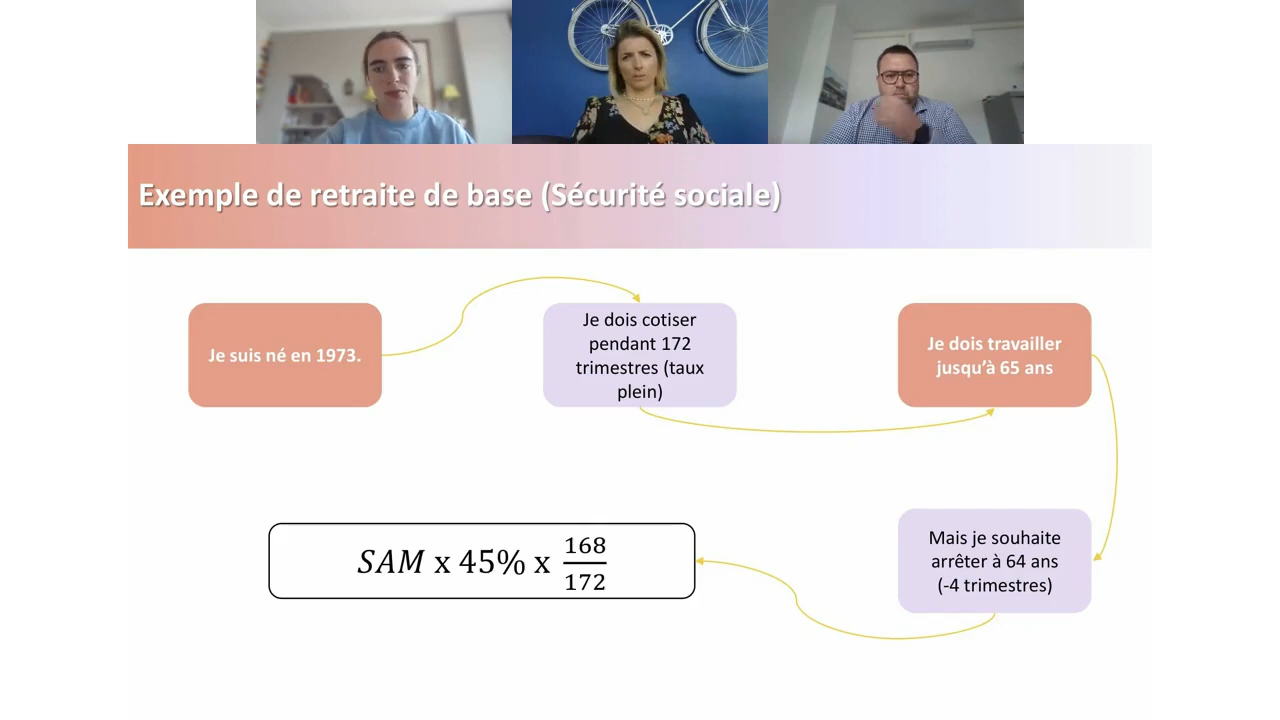 Exemple de retraite de base (Sécurité sociale)
Je suis né en 1973.
Je dois cotiser
pendant 172
trimestres (taux
plein)
Je dois travailler
jusqu’à 65 ans
Mais je souhaite
arrêter à 64 ans
(-4 trimestres)
SAM x 45% x 168/172